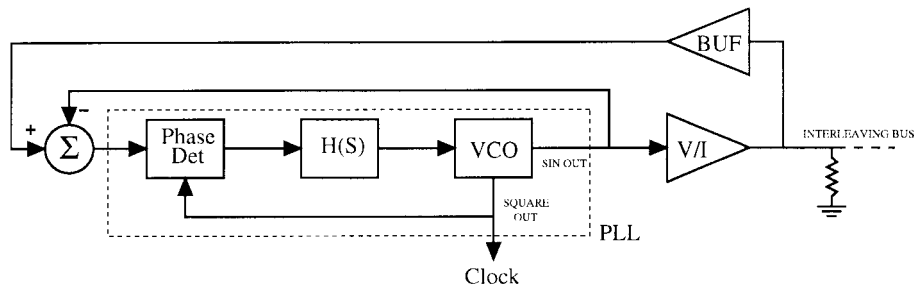 BUF
INTERLEAVING BUS
+
-
Σ
Phase
Det
H(S)
VCO
SIN OUT
V/I
SQUARE
OUT
PLL
Clock